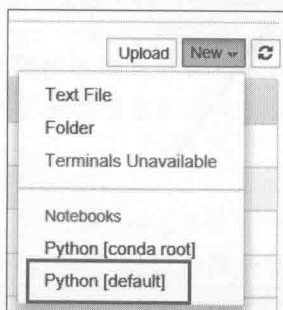 Upload New
Text File
Folder
Terminals Unavailable
Notebooks
Python [conda root]
Python [default]